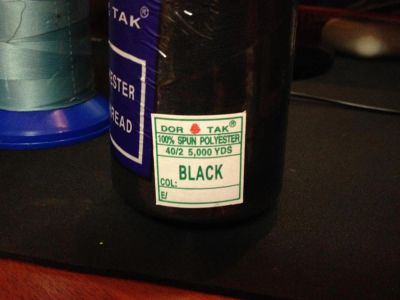 TAK®
ESTER
READ
DOR TAK®
100% SPUN POLYESTER
40/2 5,000 YDS
BLACK
COL:
E/